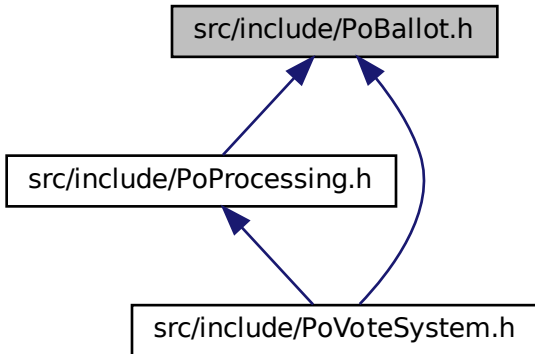 src/include/PoBallot.h
src/include/PoProcessing.h
src/include/PoVoteSystem.h